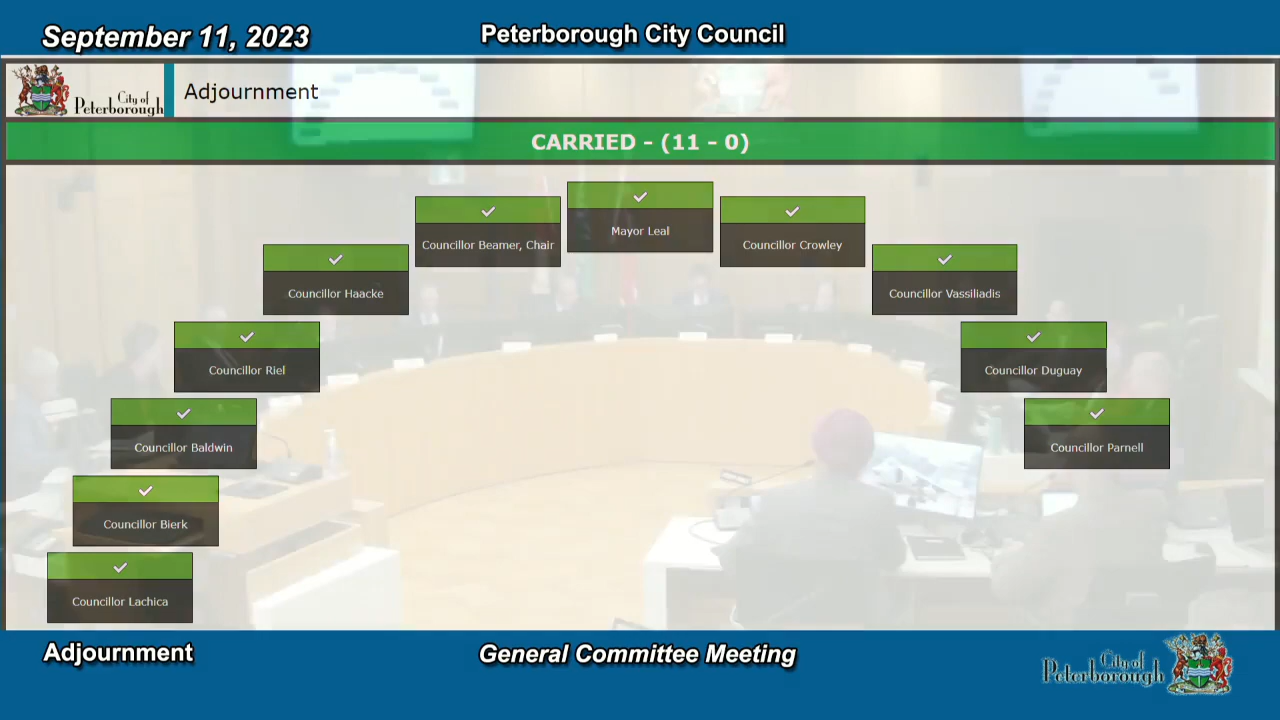 September 11, 2023
Peterborough City Council
City of
Peterborough
Adjournment
CARRIED - (11 - 0)
Mayor Leal
Councillor Beamer, Chair
Councillor Crowley
Councillor Haacke
Councillor Vassiliadis
Councillor Riel
Councillor Duguay
Councillor Baldwin
Councillor Parnell
Councillor Bierk
Councillor Lachica
Adjournment
General Committee Meeting
City of
Peterborough